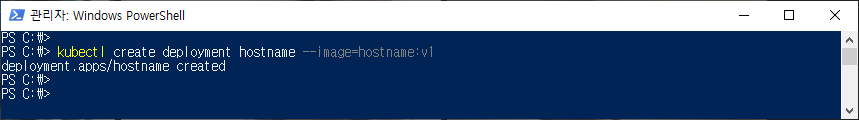 관리자: Windows PowerShell
PS C:\>
PS C:\> kubectl create deployment hostname --image=hostname:v1
deployment.apps/hostname created
PS C:\>
PS C:\>